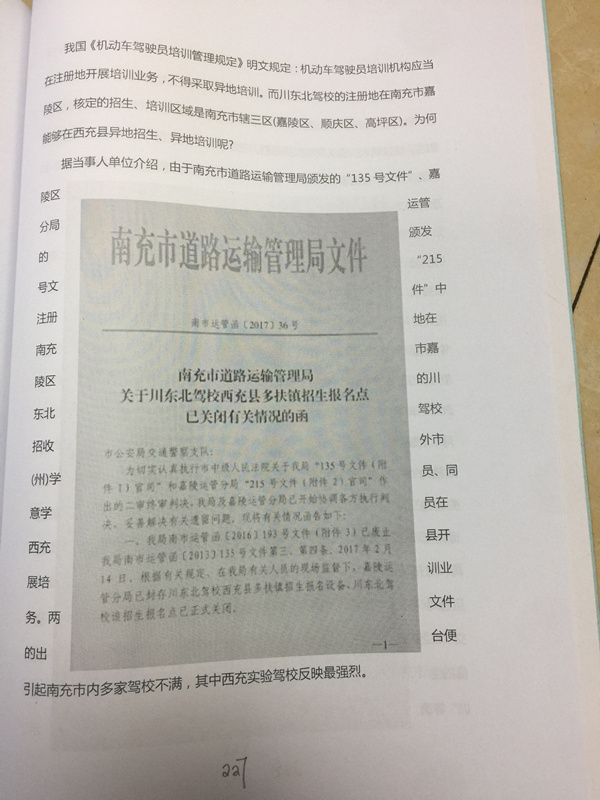 我国《机动车驾驶员培训管理规定》明文规定：机动车驾驶员培训机构应当
在注册地开展培训业务，不得采取异地培训。而川东北驾校的注册地在南充市嘉
陵区，核定的招生、培训区域是南充市辖三区(嘉陵区、顺庆区、高坪区)。为何
能够在西充县异地招生、异地培训呢?
据当事人单位介绍，由于南充市道路运输管理局颁发的“135 号文件”、嘉
陵区 运管
分局 颁发
的 “215
号文 件”中
注册 地在
南充 市嘉
陵区 的川
东北 驾校
招收 外市
(州)学 员、同
意学 员在
西充 县开
展培 训业
务。两 文件
的出 台便
南充市道路运输管理局文件
南市运管函〔2017〕36号
南充市道路运输管理局
关于川东北驾校西充县多扶镇招生报名点
已关闭有关情况的函
市公安局交通警察支队：
为切实认真执行市中级人民法院关于我局“135号文件（附
件1）官司”和嘉陵运管分局“215号文件（附件2）官司”作
出的二审终审判决，我局及嘉陵运管分局已开始协调各方执行判
决、妥善解决有关遗留问题，现将有关情况函告如下：
一、我局南市运管函〔2016〕193号文件（附件3）已废止
我局南市运管函〔2013〕135号文件第三、第四条，2017年2月
14日，根据有关规定，在我局有关人员的现场监督下，嘉陵运
管分局已封存川东北驾校西充县多扶镇招生报名设备，川东北驾
校该招生报名点已正式关闭。
—1—
引起南充市内多家驾校不满，其中西充实验驾校反映最强烈。
227